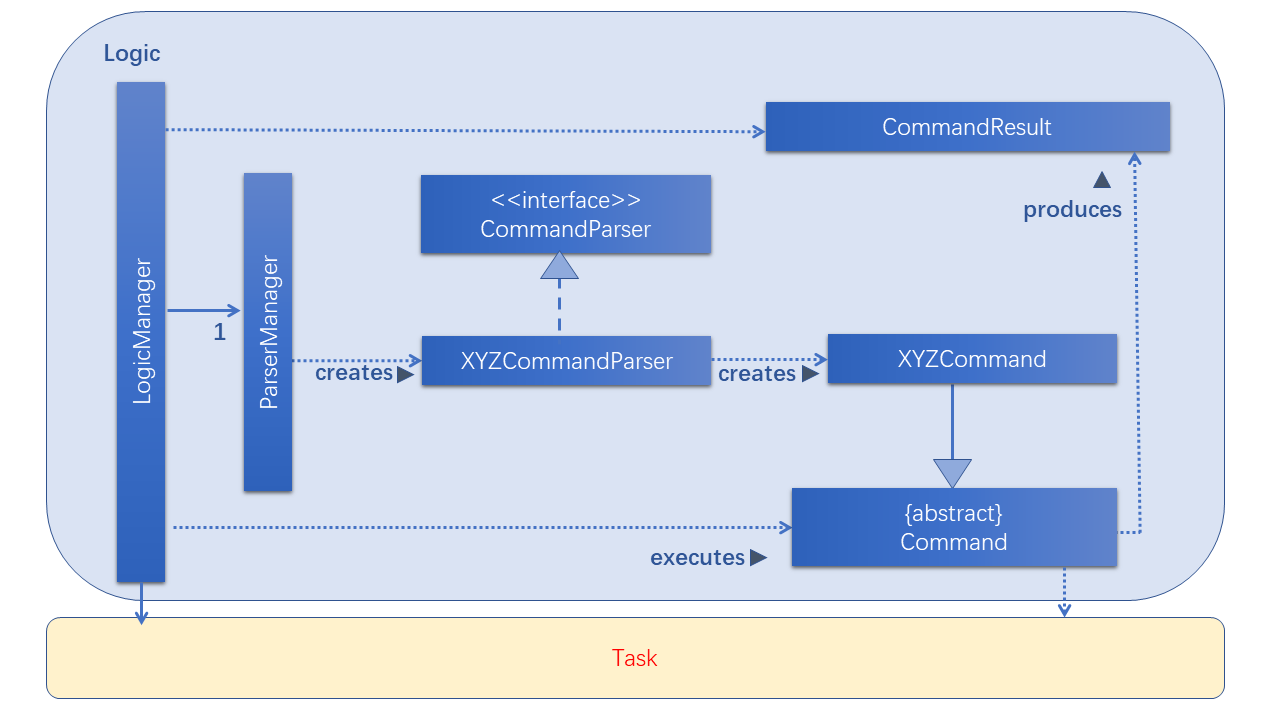 Logic
CommandResult
<<interface>>
CommandParser
produces
LogicManager
ParserManager
1
XYZCommandParser
XYZCommand
creates
creates
{abstract}
Command
executes
Task